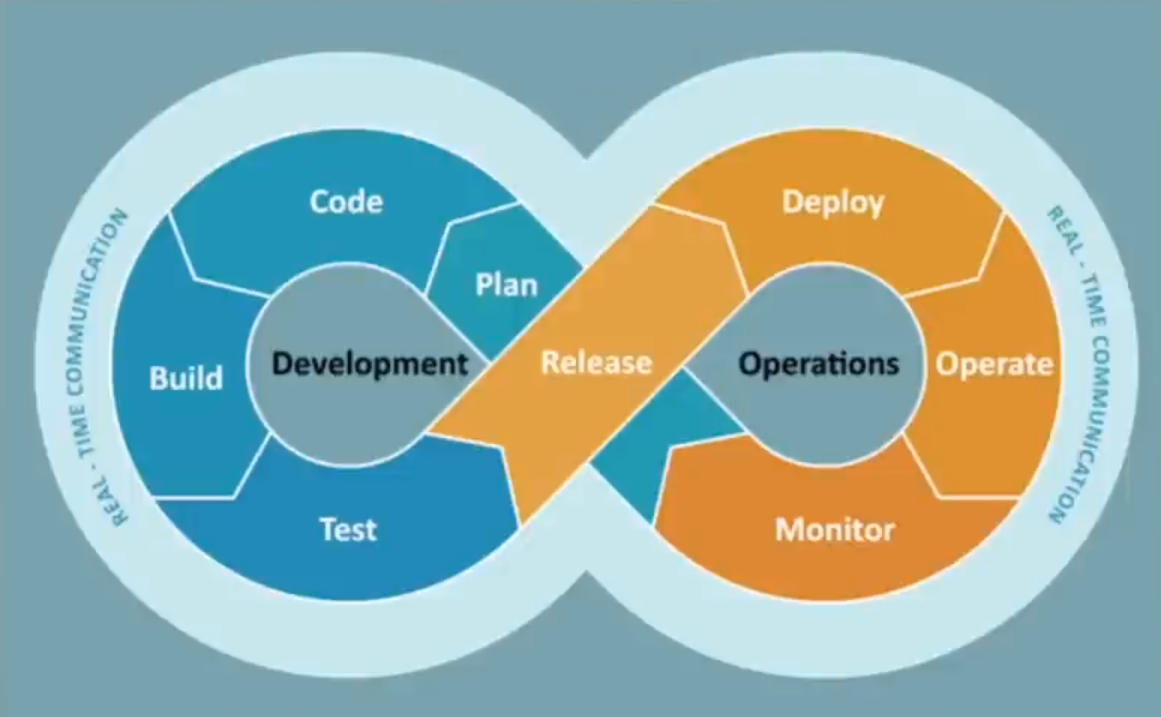 Code
Deploy
Plan
Development
Release
Operations
Operate
Build
Test
Monitor
REAL - TIME COMMUNICATION
REAL - TIME COMMUNICATION